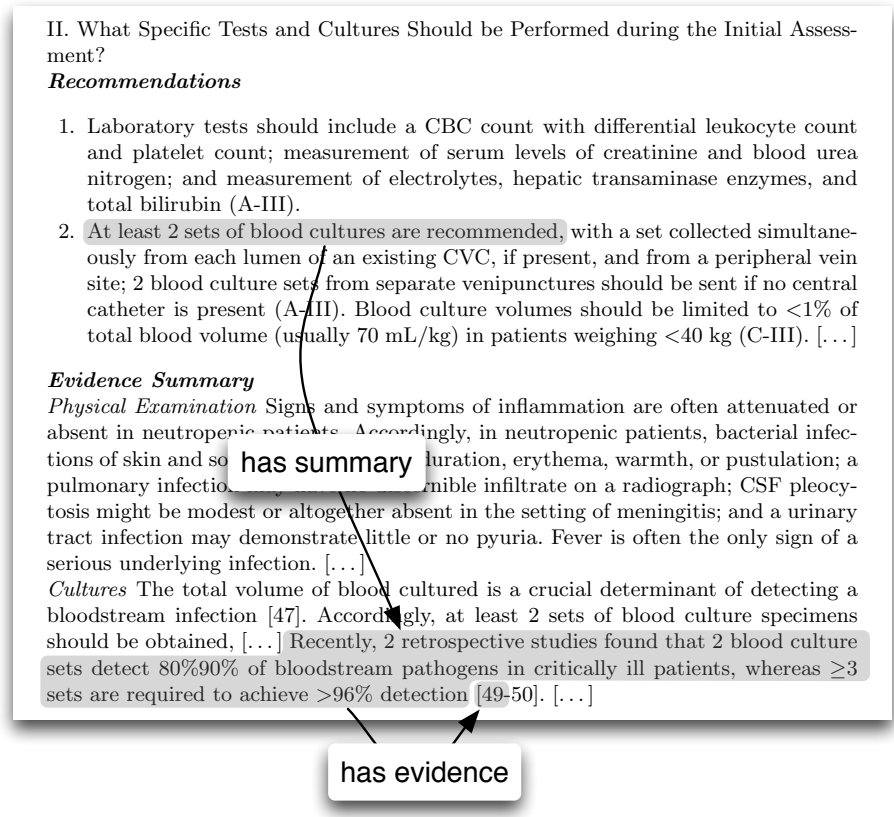 II. What Specific Tests and Cultures Should be Performed during the Initial Assess-
ment?
Recommendations
1. Laboratory tests should include a CBC count with differential leukocyte count
and platelet count; measurement of serum levels of creatinine and blood urea
nitrogen; and measurement of electrolytes, hepatic transaminase enzymes, and
total bilirubin (A-III).
2. At least 2 sets of blood cultures are recommended, with a set collected simultane-
ously from each lumen of an existing CVC, if present, and from a peripheral vein
site; 2 blood culture sets from separate venipunctures should be sent if no central
catheter is present (A-III). Blood culture volumes should be limited to <1% of
total blood volume (usually 70 mL/kg) in patients weighing <40 kg (C-III). [...]
Evidence Summary
Physical Examination Signs and symptoms of inflammation are often attenuated or
absent in neutropenic patients. Accordingly, in neutropenic patients, bacterial infec-
tions of skin and duration, erythema, warmth, or pustulation; a
has summary
pulmonary infiltrate on a radiograph; CSF pleocy-
tosis might be modest or altogether absent in the setting of meningitis; and a urinary
tract infection may demonstrate little or no pyuria. Fever is often the only sign of a
serious underlying infection. [...]
Cultures The total volume of blood cultured is a crucial determinant of detecting a
bloodstream infection [47]. Accordingly, at least 2 sets of blood culture specimens
should be obtained, [...] Recently, 2 retrospective studies found that 2 blood culture
sets detect 80%90% of bloodstream pathogens in critically ill patients, whereas ≥3
sets are required to achieve >96% detection [49-50]. [...]
has evidence